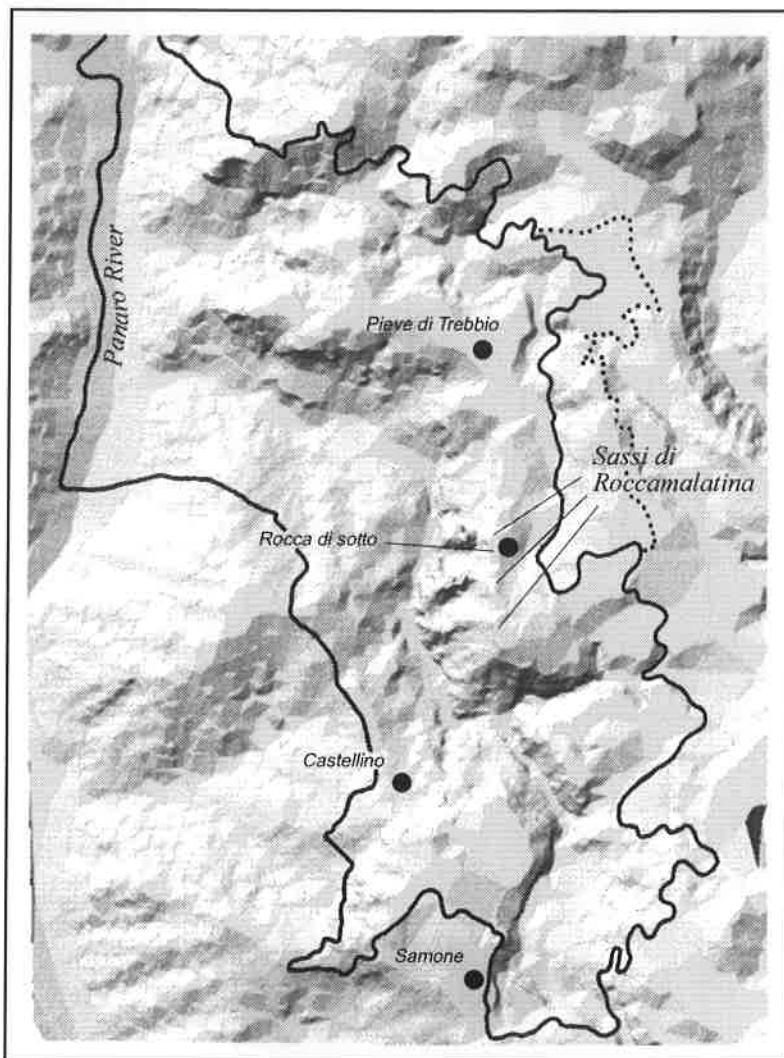 Panaro River
Pieve di Trebbio
Sassi di
Roccamalatina
Rocca di sotto
Castellino
Samone